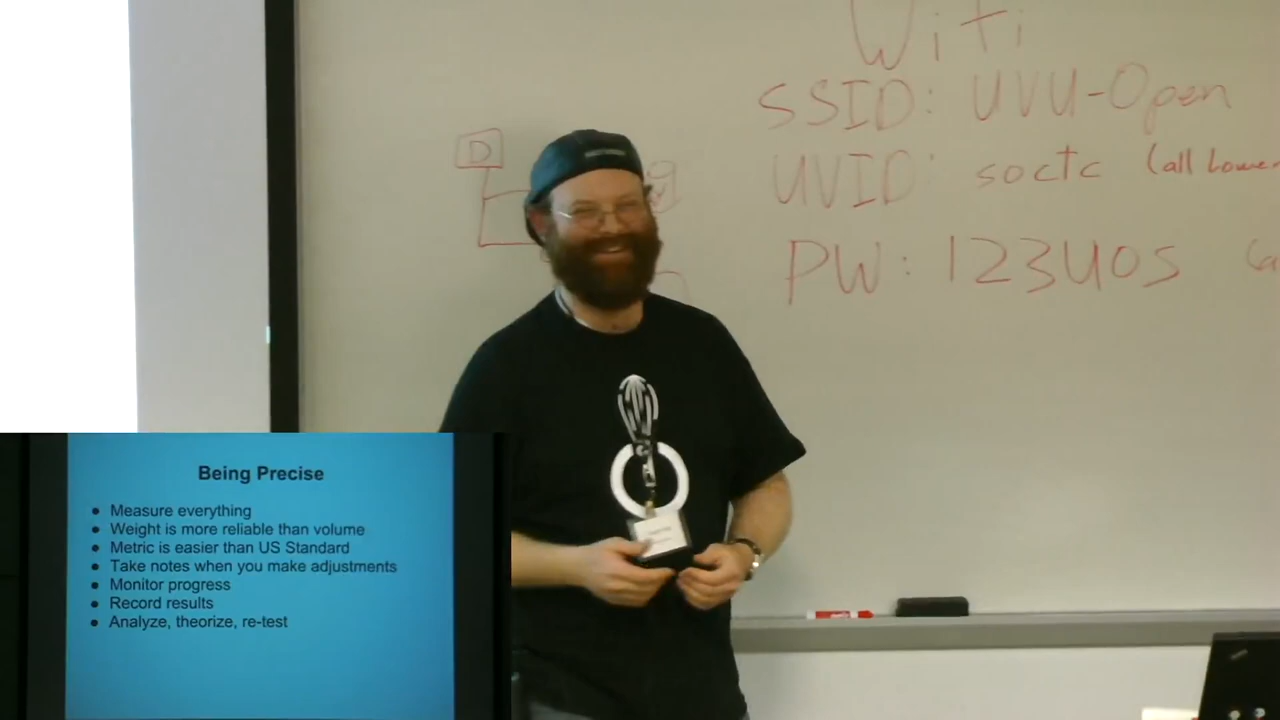 WiFi
SSID: UVU-Open
UVID: soctc (all Lower
PW: 123UOS
D
Being Precise
• Measure everything
• Weight is more reliable than volume
• Metric is easier than US Standard
• Take notes when you make adjustments
• Monitor progress
• Record results
• Analyze, theorize, re-test